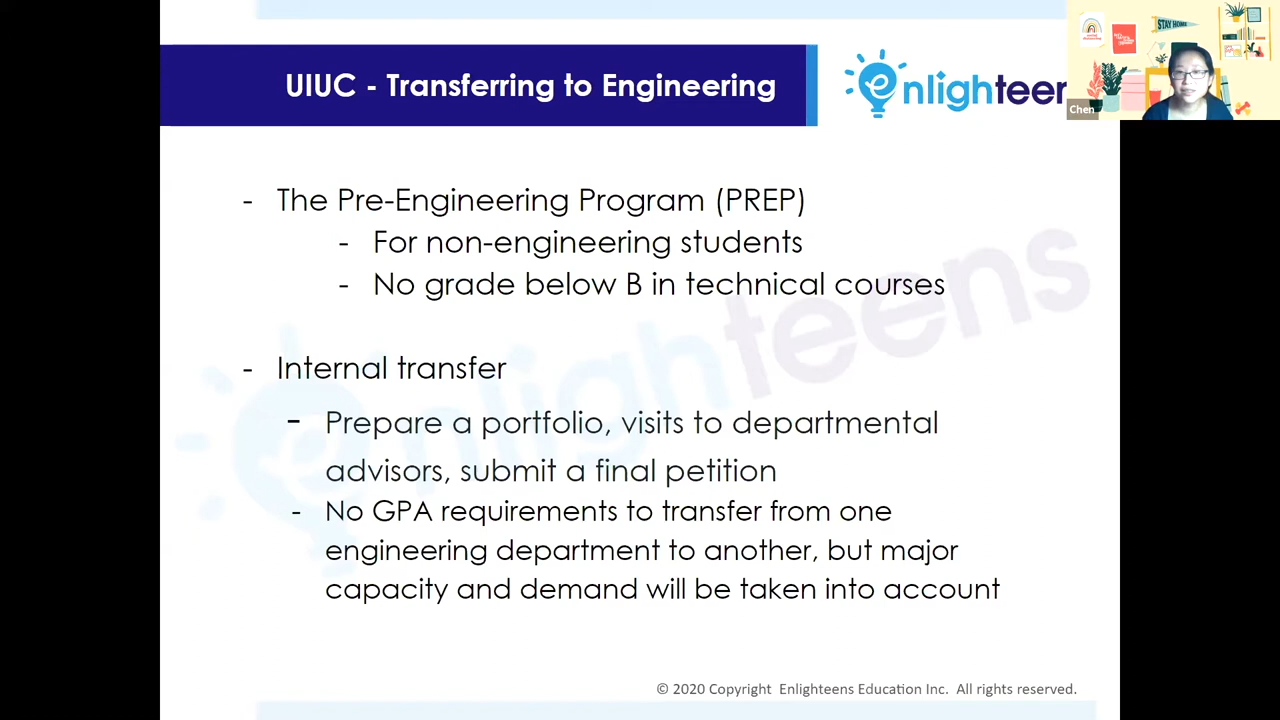 UIUC - Transferring to Engineering
enlighteen
STAY HOME
Chen
- The Pre-Engineering Program (PREP)
- For non-engineering students
- No grade below B in technical courses
- Internal transfer
- Prepare a portfolio, visits to departmental
advisors, submit a final petition
- No GPA requirements to transfer from one
engineering department to another, but major
capacity and demand will be taken into account
enlighteens
© 2020 Copyright Enlighteens Education Inc. All rights reserved.